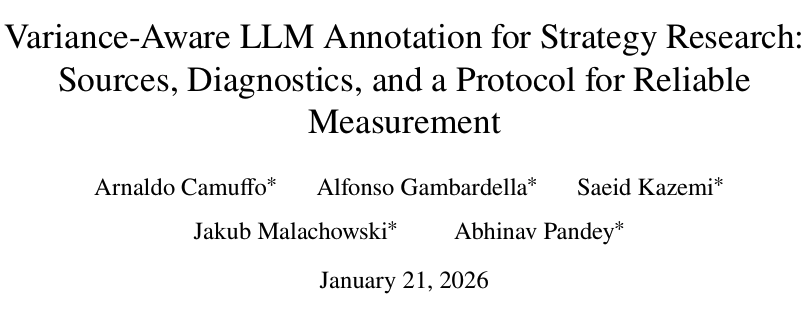 Variance-Aware LLM Annotation for Strategy Research:
Sources, Diagnostics, and a Protocol for Reliable
Measurement
Arnaldo Camuffo* Alfonso Gambardella* Saeid Kazemi*
Jakub Malachowski* Abhinav Pandey*
January 21, 2026